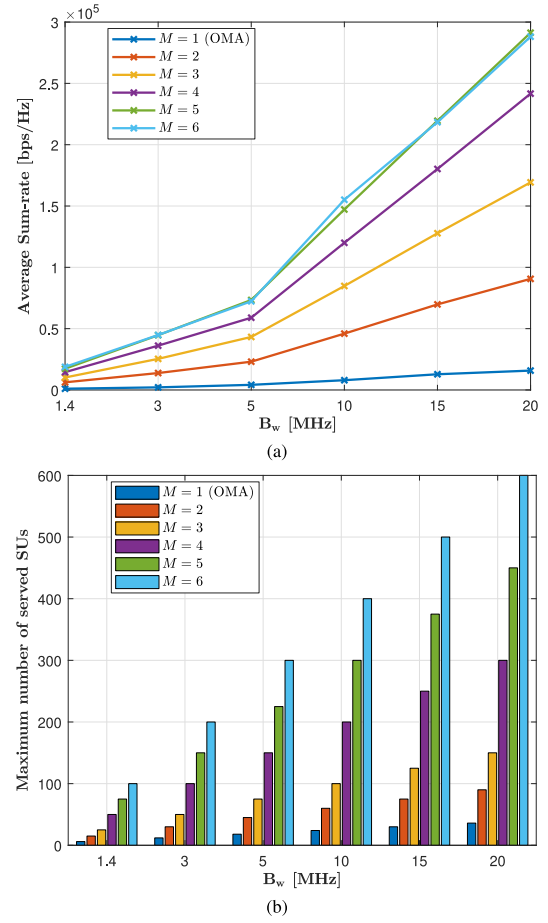 × 10^5
3
2.5
2
1.5
1
0.5
0
Average Sum-rate [bps/Hz]
M = 1 (OMA)
M = 2
M = 3
M = 4
M = 5
M = 6
1.4 3 5 10 15 20
B_w [MHz]
(a)
600
500
400
300
200
100
0
Maximum number of served SUs
M = 1 (OMA)
M = 2
M = 3
M = 4
M = 5
M = 6
1.4 3 5 10 15 20
B_w [MHz]
(b)